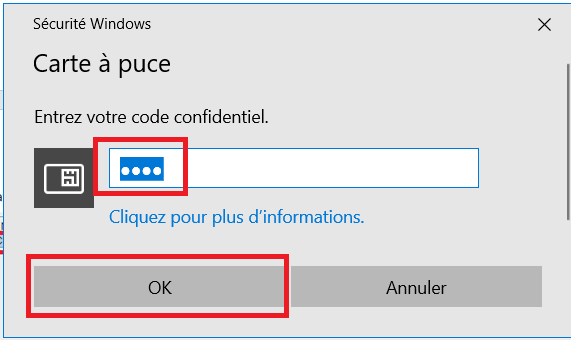 Sécurité Windows
Carte à puce
Entrez votre code confidentiel.
●●●●
Cliquez pour plus d'informations.
OK
Annuler